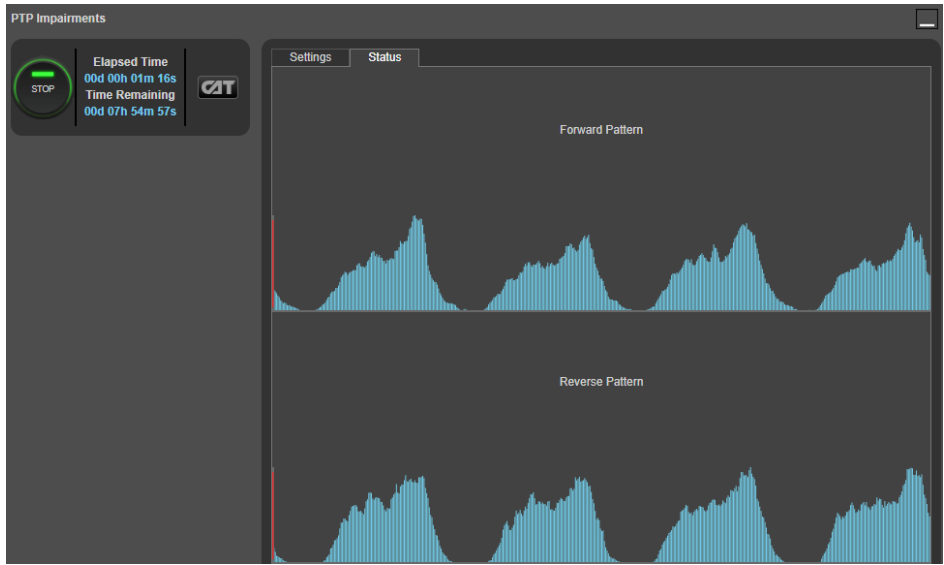 PTP Impairments
STOP
Elapsed Time
00d 00h 01m 16s
Time Remaining
00d 07h 54m 57s
CAT
Settings
Status
Forward Pattern
Reverse Pattern